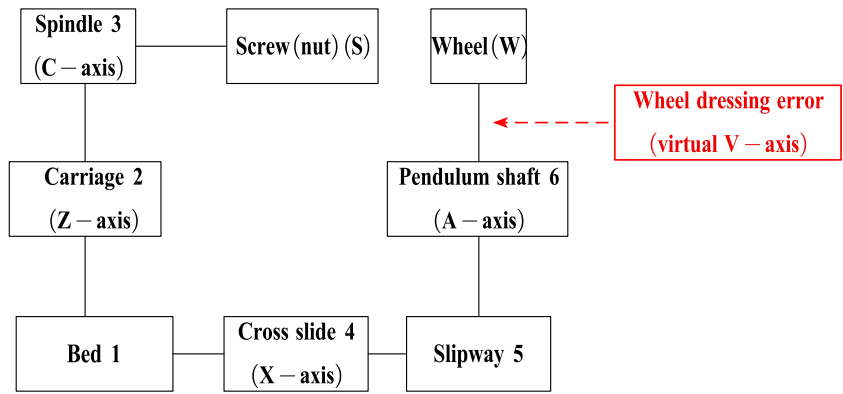 Spindle 3
(C－axis)
Screw(nut)(S)
Wheel(W)
Wheel dressing error
(virtual V－axis)
Carriage 2
(Z－axis)
Pendulum shaft 6
(A－axis)
Bed 1
Cross slide 4
(X－axis)
Slipway 5